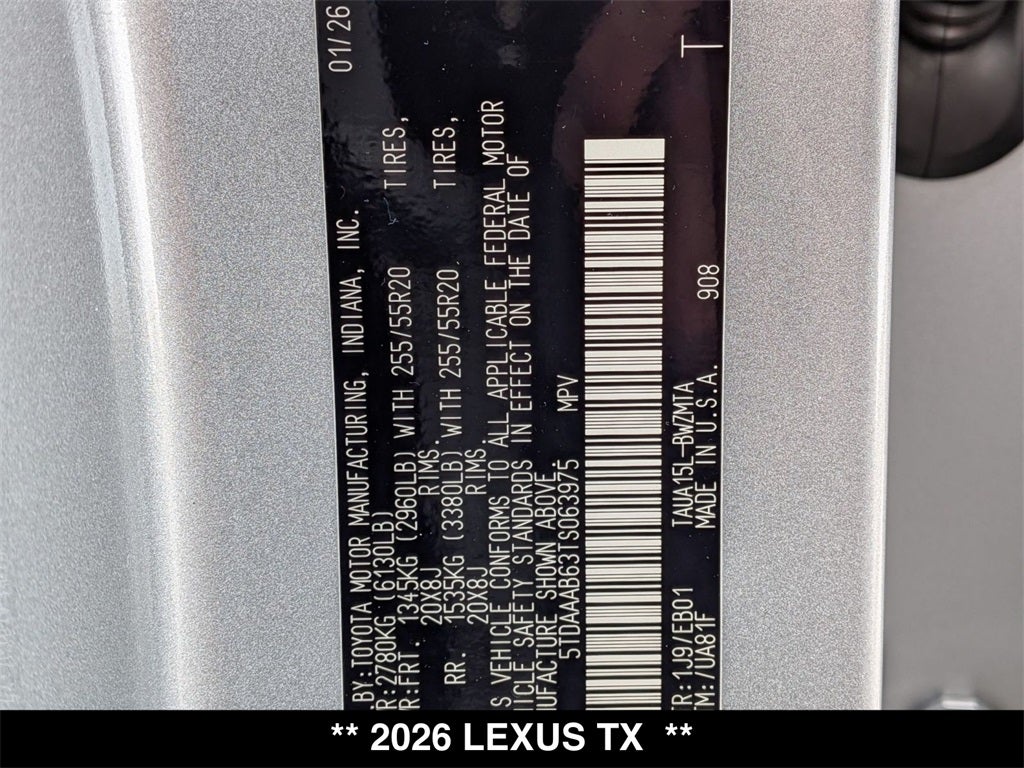 01/26
BY:TOYOTA MOTOR MANUFACTURING, INDIANA, INC.
R:2780KG (6130LB)
R:FRT. 1345KG (2960LB) WITH 255/55R20 TIRES,
20X8J RIMS.
RR. 1535KG (3380LB) WITH 255/55R20 TIRES,
20X8J RIMS.
S VEHICLE CONFORMS TO ALL APPLICABLE FEDERAL MOTOR
ICLE SAFETY STANDARDS IN EFFECT ON THE DATE OF
UFACTURE SHOWN ABOVE.
5TDAAAB63TS063975 MPV
T
TR:1J9/EB01 TAUA15L-BWZMTA 908
EM:/UA81F MADE IN U.S.A.
** 2026 LEXUS TX **